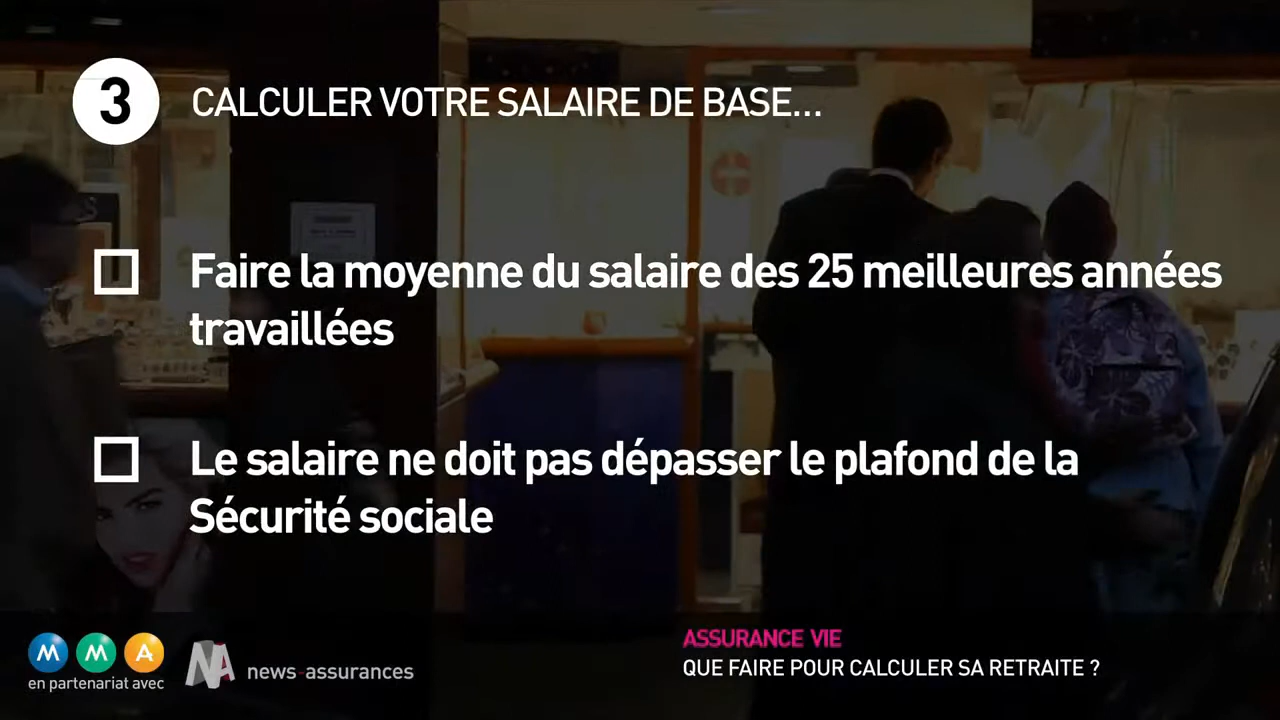 3
CALCULER VOTRE SALAIRE DE BASE...
Faire la moyenne du salaire des 25 meilleures années
travaillées
Le salaire ne doit pas dépasser le plafond de la
Sécurité sociale
M M A
en partenariat avec
NA news-assurances
ASSURANCE VIE
QUE FAIRE POUR CALCULER SA RETRAITE ?